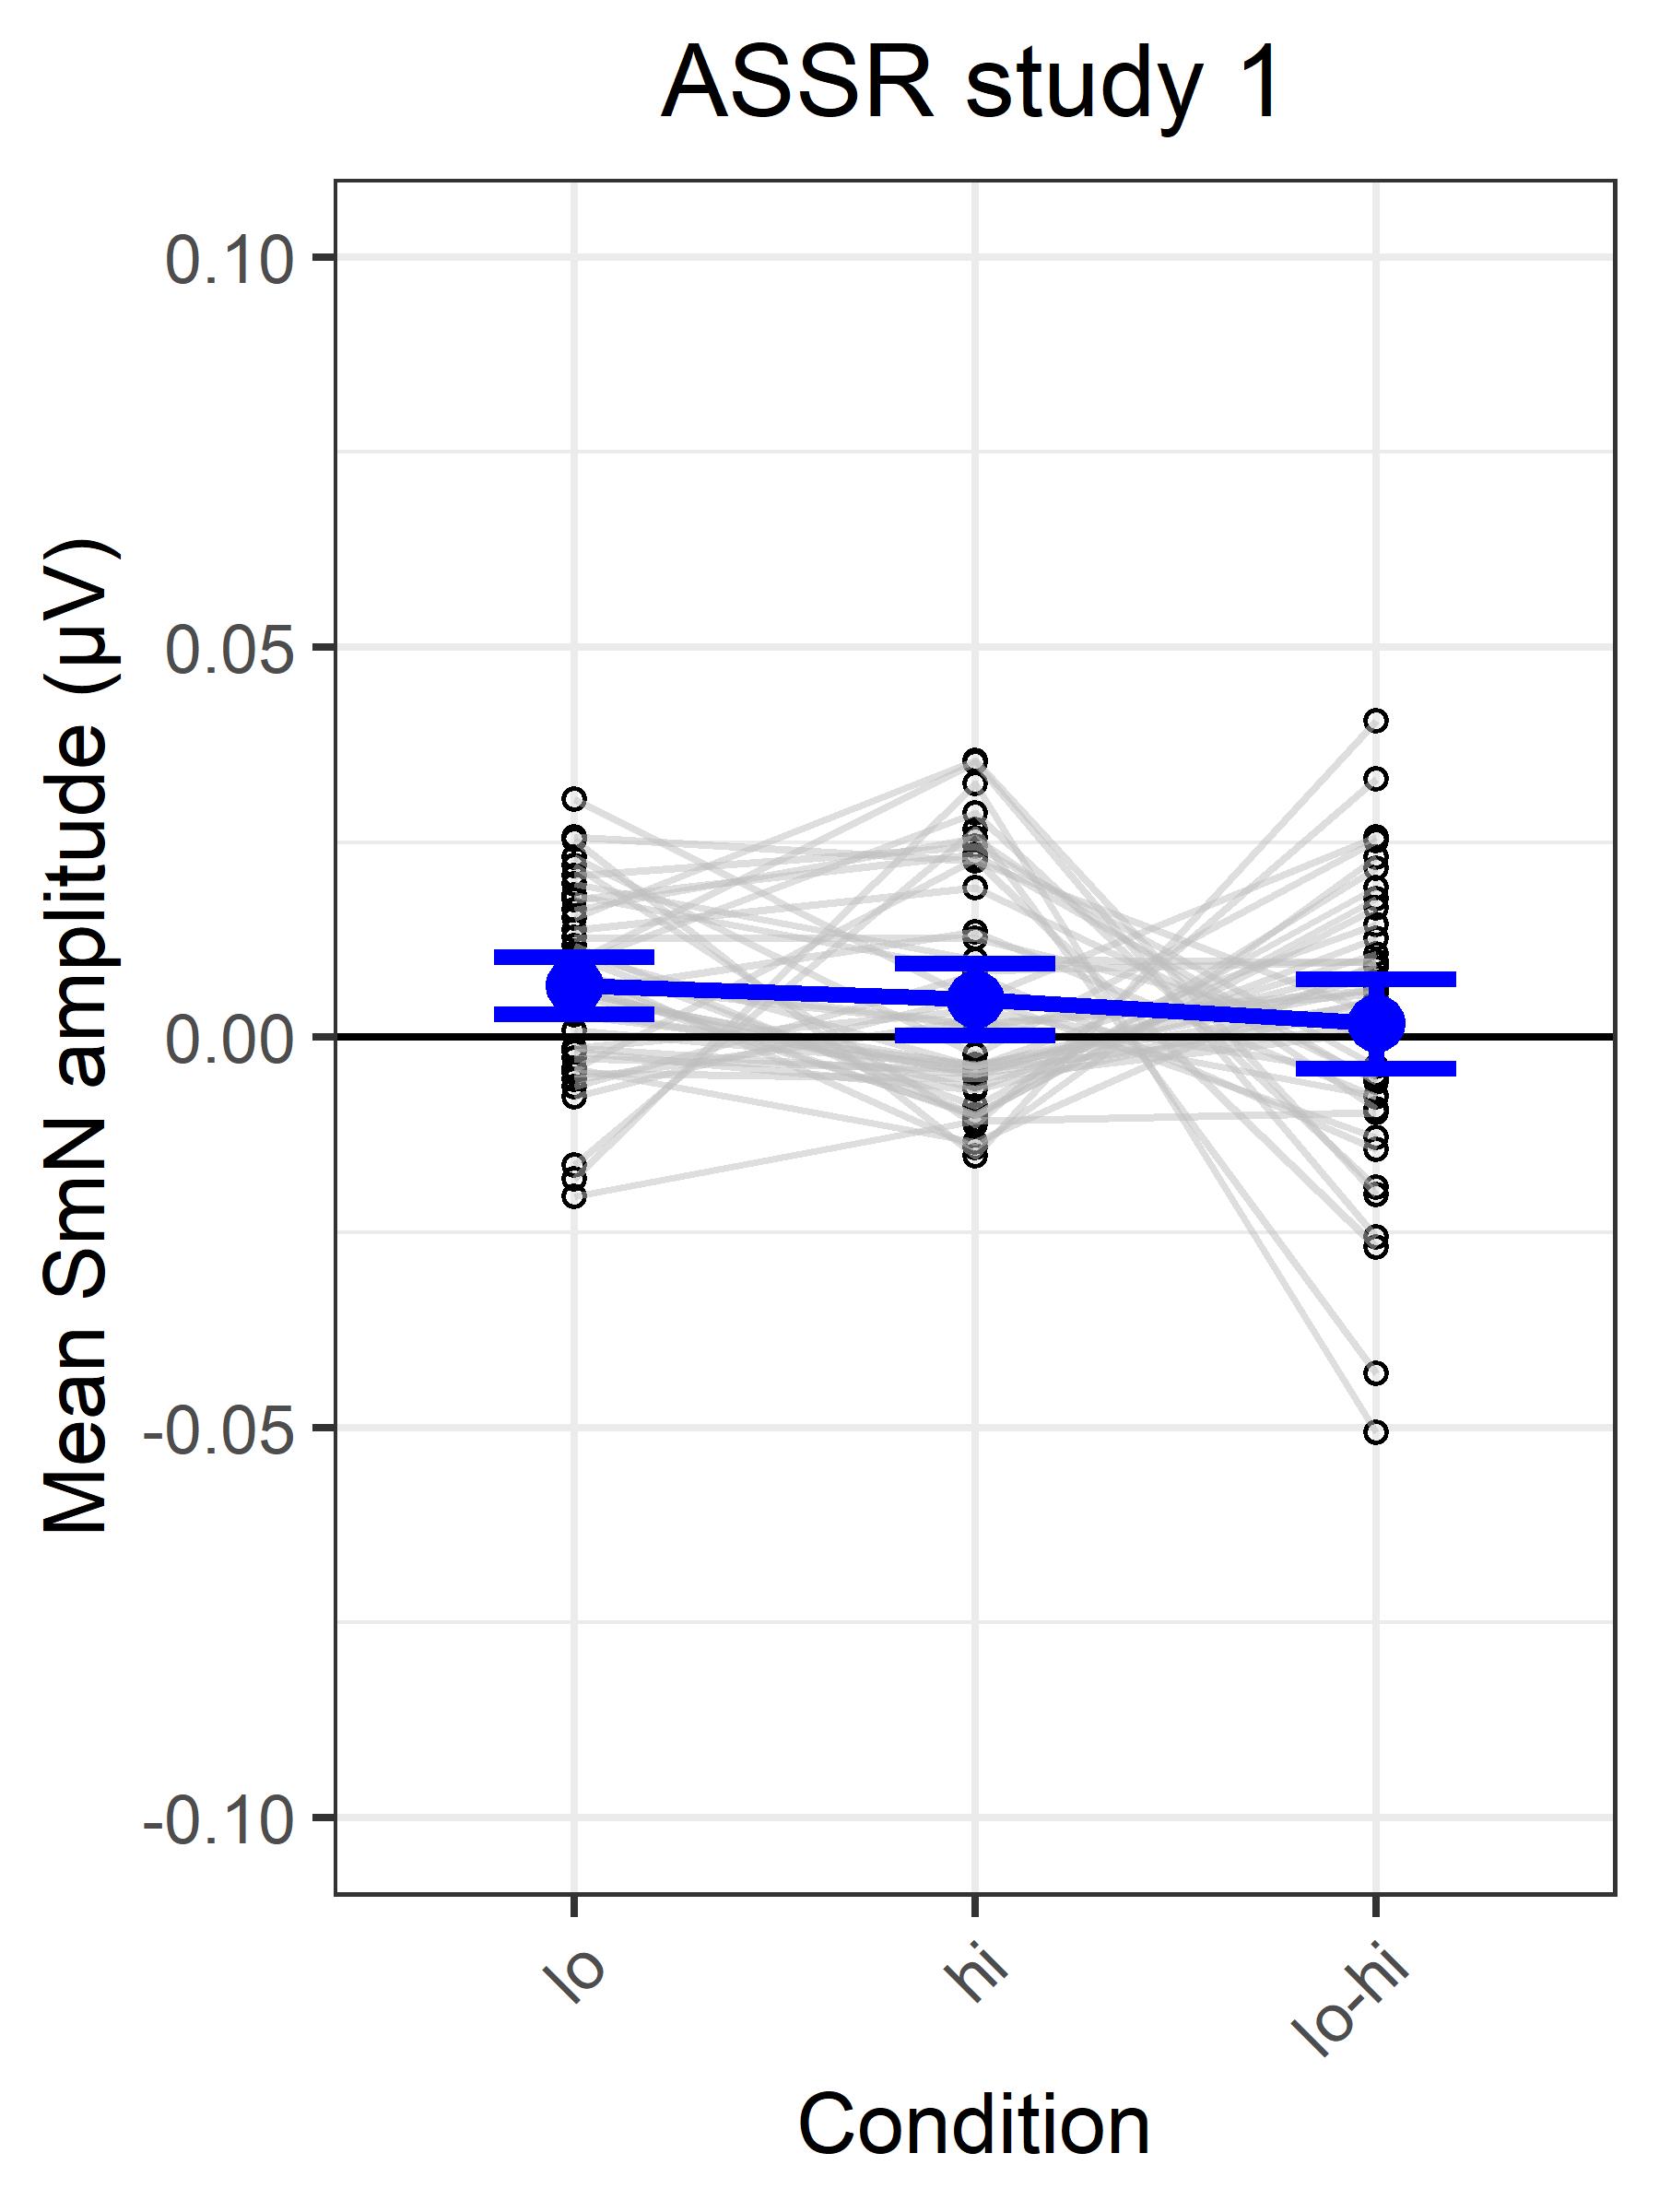 ASSR study 1
Mean SmN amplitude (µV)
0.10
0.05
0.00
-0.05
-0.10
lo
hi
lo-hi
Condition